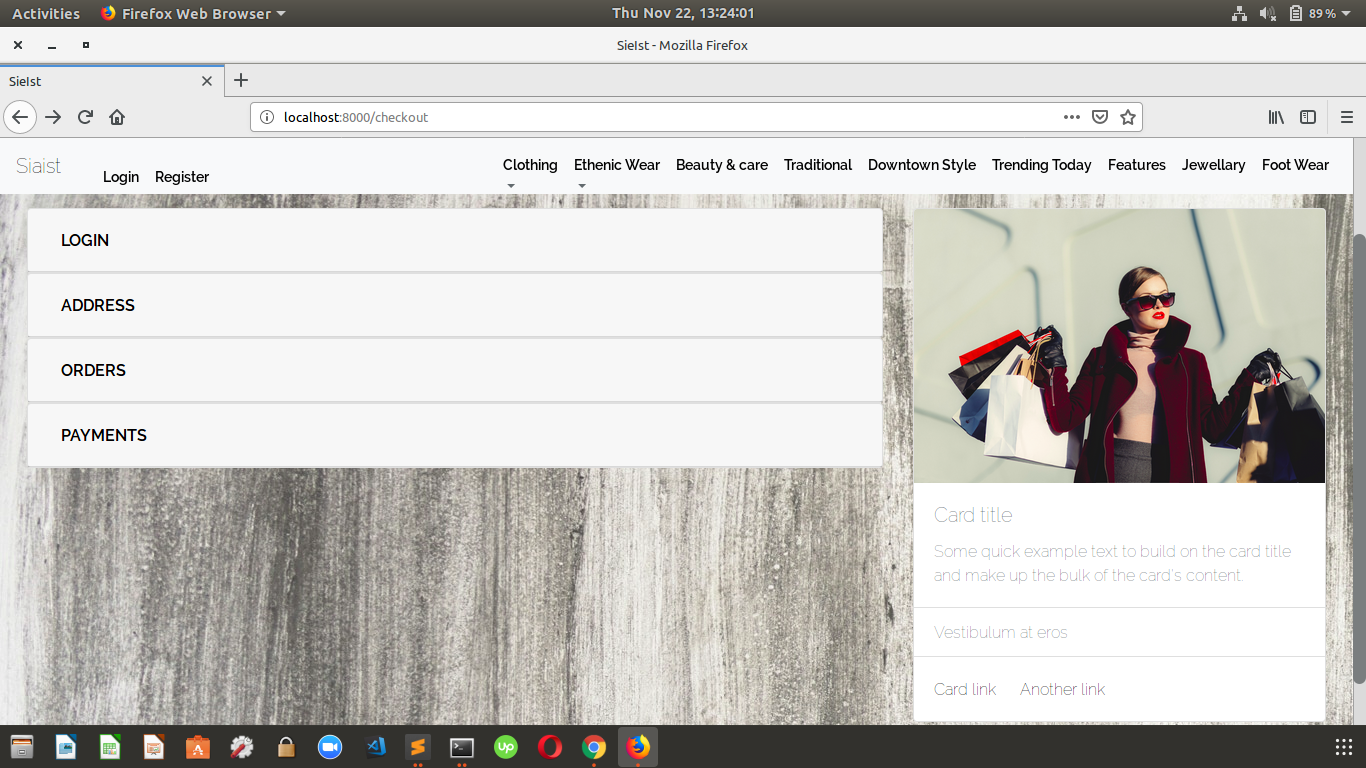 Activities Firefox Web Browser Thu Nov 22, 13:24:01 89 %
SieIst - Mozilla Firefox
SieIst
localhost:8000/checkout
Siaist Login Register Clothing Ethenic Wear Beauty & care Traditional Downtown Style Trending Today Features Jewellary Foot Wear
LOGIN
ADDRESS
ORDERS
PAYMENTS
Card title
Some quick example text to build on the card title
and make up the bulk of the card's content.
Vestibulum at eros
Card link Another link
up